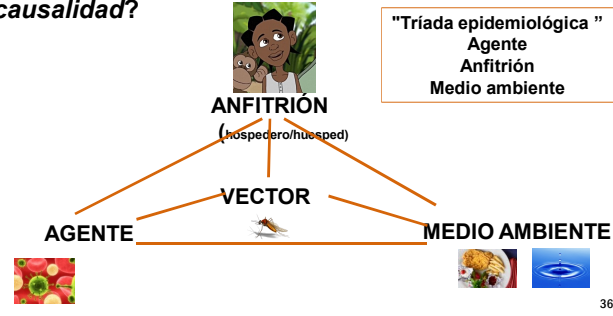 causalidad?
"Tríada epidemiológica ”
Agente
Anfitrión
Medio ambiente
ANFITRIÓN
(hospedero/huesped)
VECTOR
AGENTE
MEDIO AMBIENTE
36